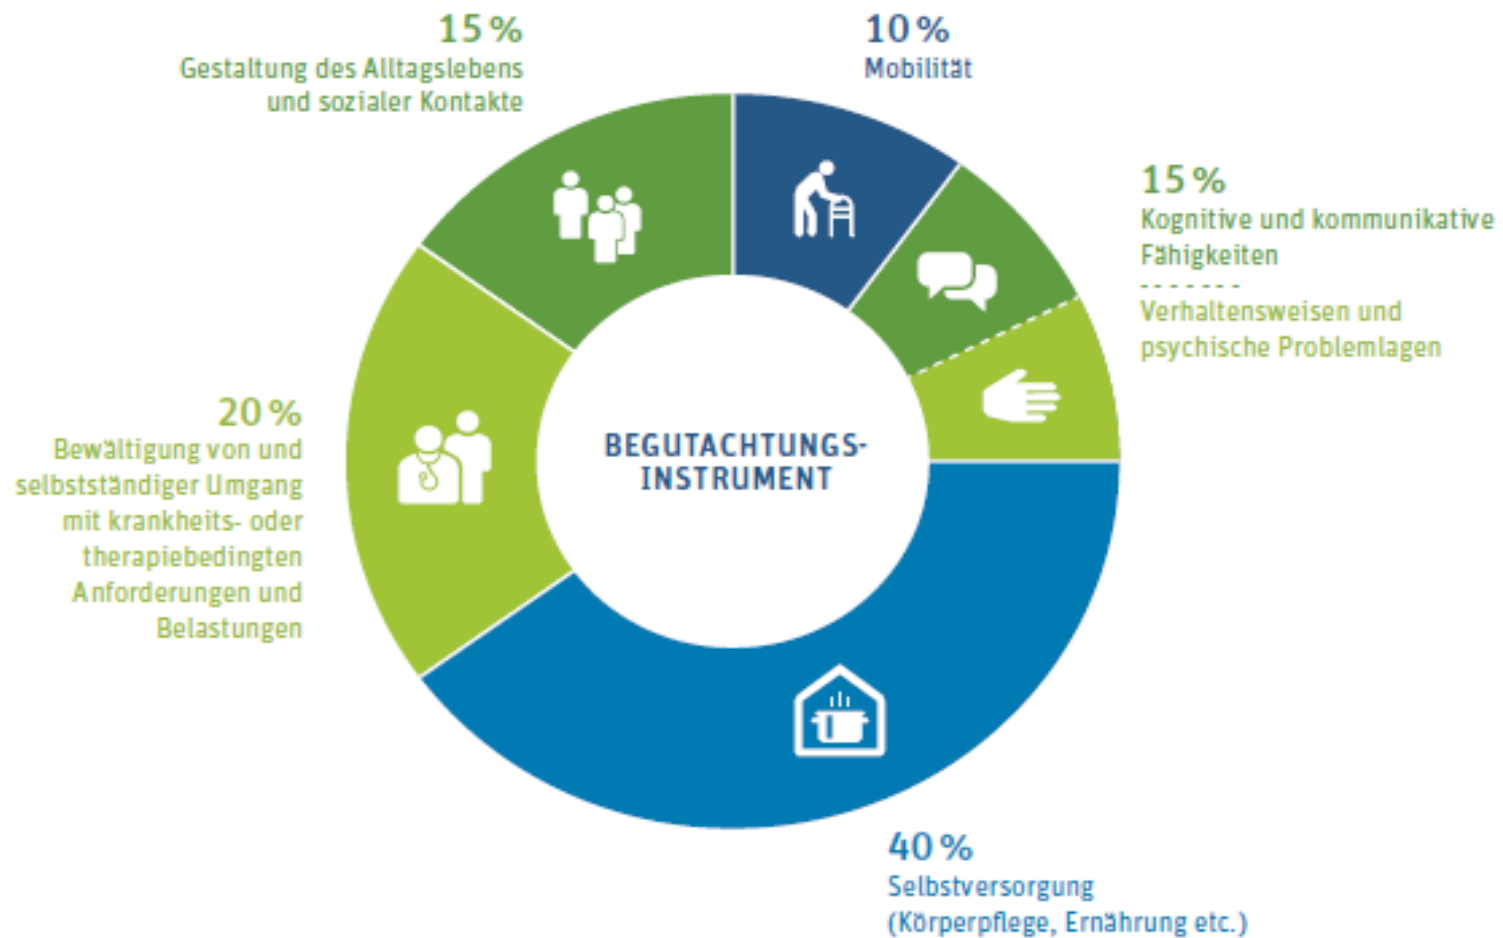 15 %
Gestaltung des Alltagslebens
und sozialer Kontakte
10 %
Mobilität
15 %
Kognitive und kommunikative
Fähigkeiten
Verhaltensweisen und
psychische Problemlagen
20 %
Bewältigung von und
selbstständiger Umgang
mit krankheits- oder
therapiebedingten
Anforderungen und
Belastungen
BEGUTACHTUNGS-
INSTRUMENT
40 %
Selbstversorgung
(Körperpflege, Ernährung etc.)